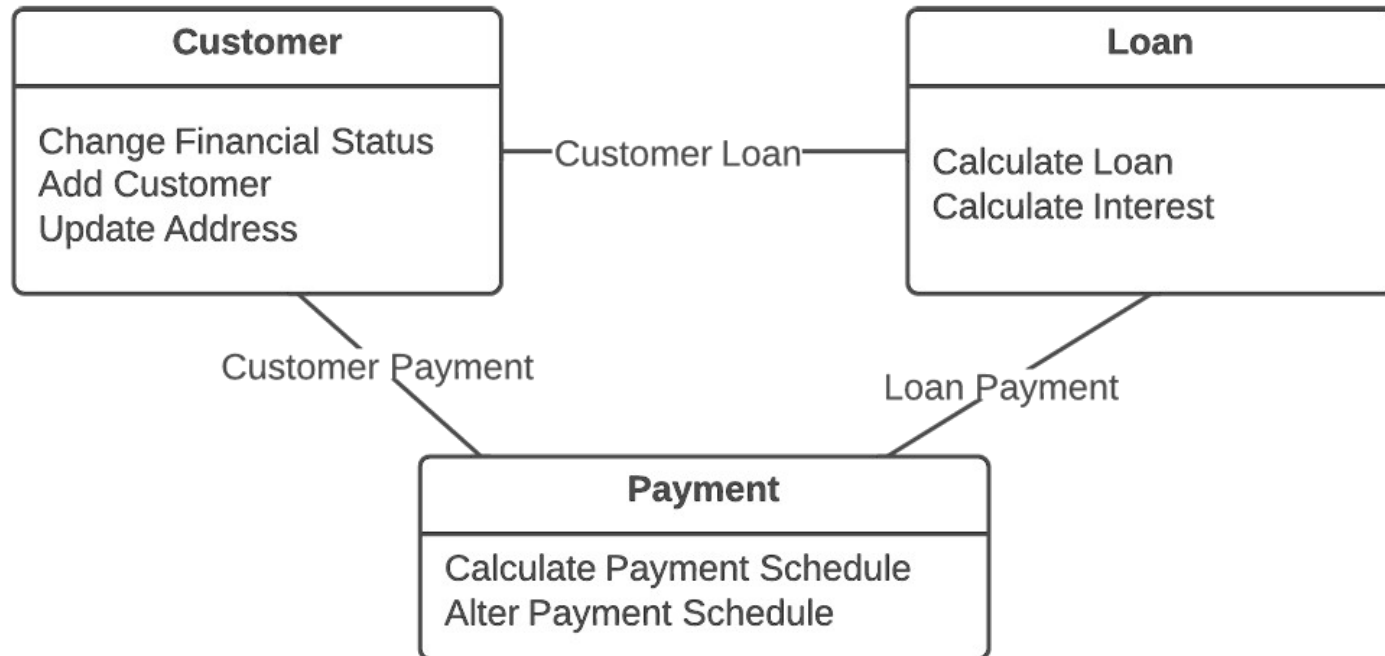 Customer
Change Financial Status
Add Customer
Update Address
Customer Loan
Loan
Calculate Loan
Calculate Interest
Customer Payment
Loan Payment
Payment
Calculate Payment Schedule
Alter Payment Schedule